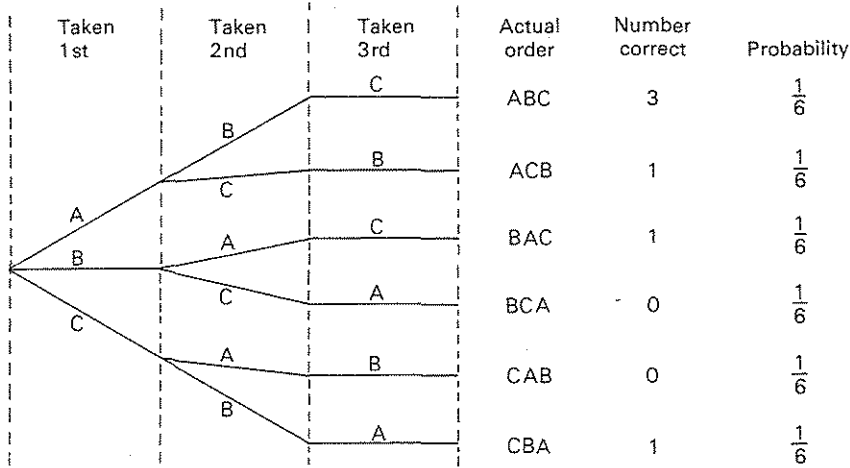 Taken Taken Taken Actual Number
1st 2nd 3rd order correct Probability
C
ABC 3 1/6
B
B
ACB 1 1/6
C
A
C
A
BAC 1 1/6
B
C
A
BCA 0 1/6
C
A
B
CAB 0 1/6
B
A
CBA 1 1/6